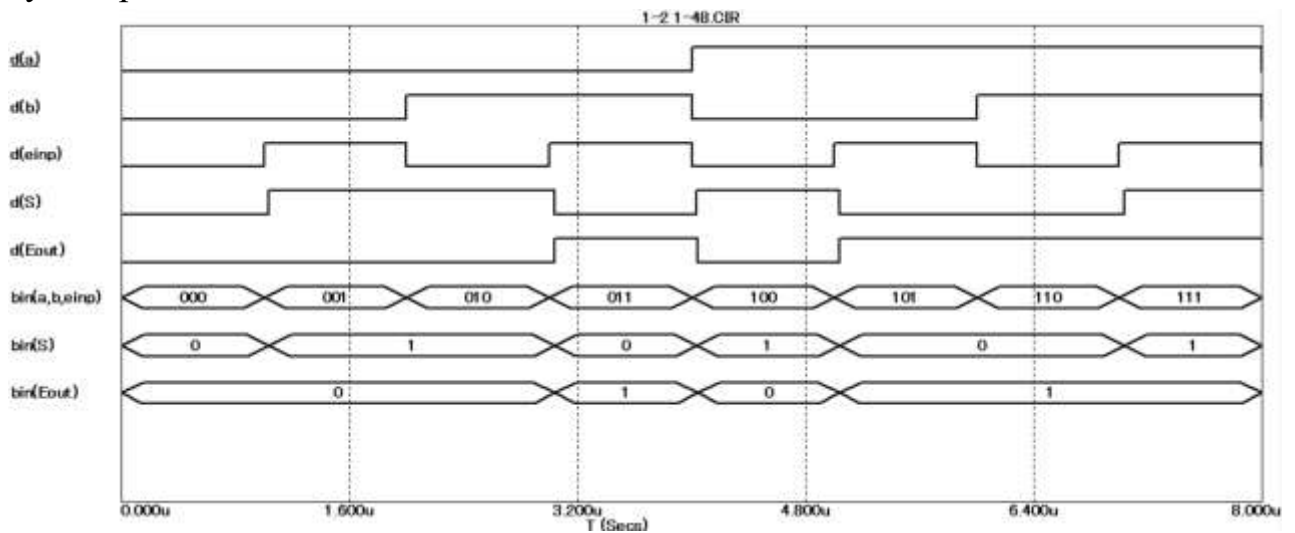 1-2 1-4B.CIR
d(a)
d(b)
d(einp)
d(S)
d(Eout)
bin(a,b,einp) 000 001 010 011 100 101 110 111
bin(S) 0 1 0 1 0 1
bin(Eout) 0 1 0 1
0.000u 1.600u 3.200u 4.800u 6.400u 8.000u
T (Secs)